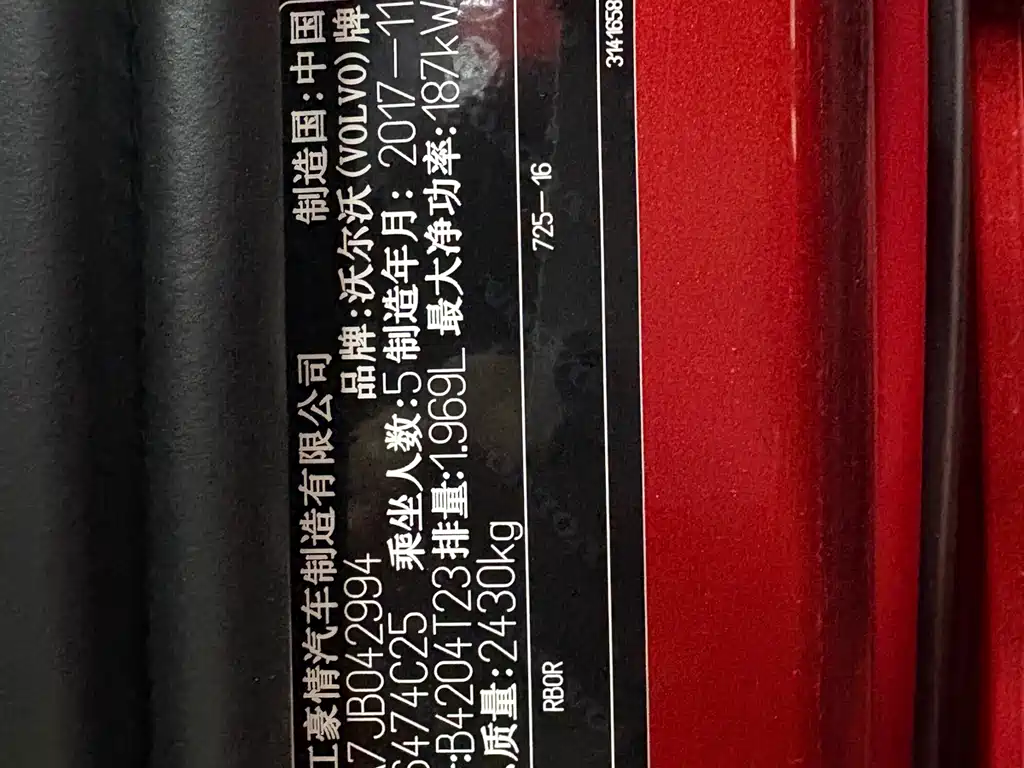 江豪情汽车制造有限公司 制造国:中国
A7JB042994 品牌:沃尔沃(VOLVO)牌
6474C25 乘坐人数:5 制造年月: 2017-11
:B4204T23 排量:1.969L 最大净功率:187kW
质量:2430kg
RBOR 725-16
3141658